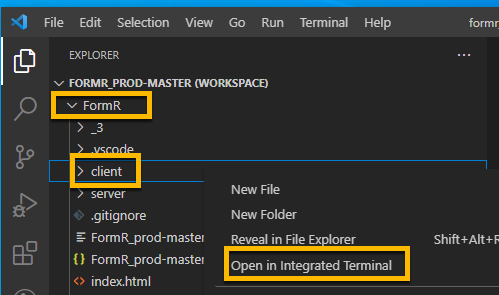 File Edit Selection View Go Run Terminal Help formr_
EXPLORER ...
FORMR_PROD-MASTER (WORKSPACE)
FormR
_3
.vscode
client
New File
server
New Folder
.gitignore
Reveal in File Explorer Shift+Alt+R
FormR_prod-master
Open in Integrated Terminal
FormR_prod-master
index.html